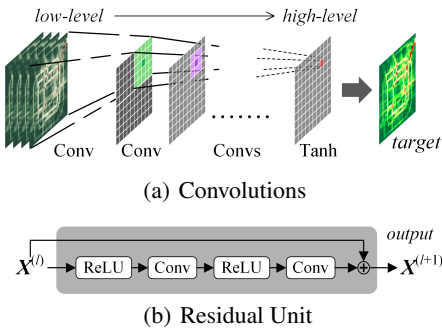 low-level high-level
Conv Conv Convs Tanh target
(a) Convolutions
output
X(l) ReLU Conv ReLU Conv + X(l+1)
(b) Residual Unit